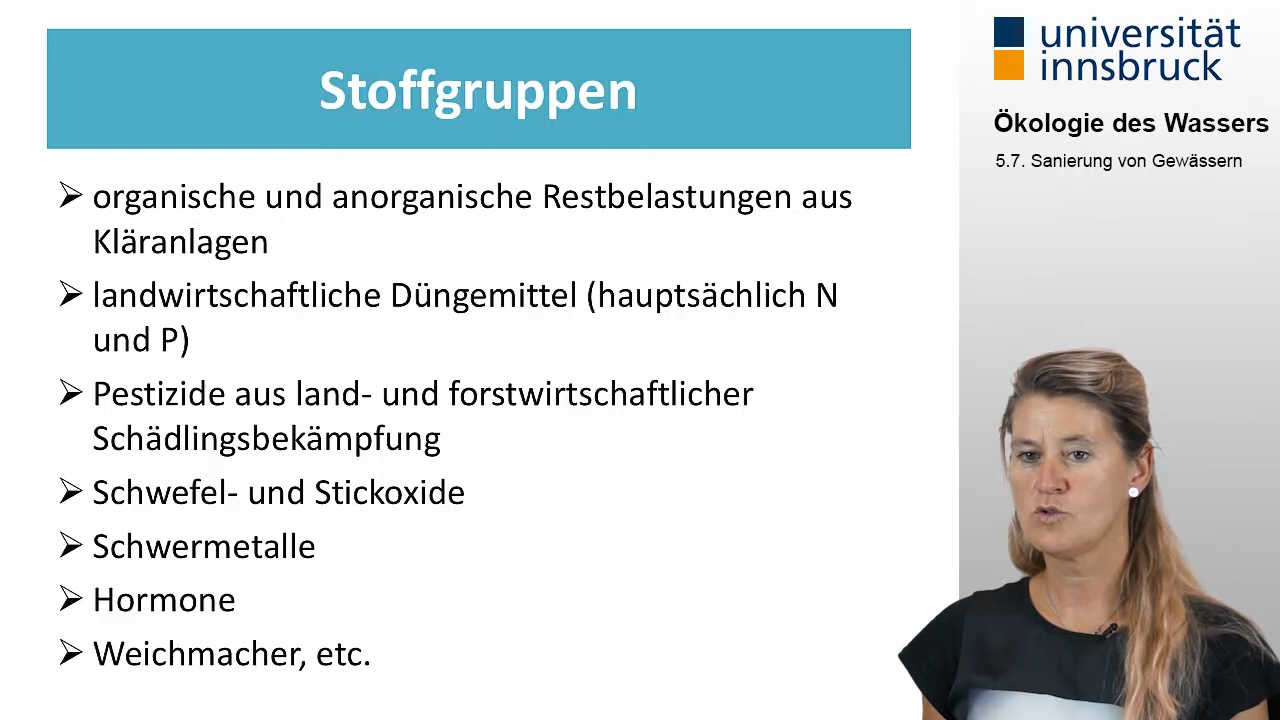 Stoffgruppen
➢ organische und anorganische Restbelastungen aus
Kläranlagen
➢ landwirtschaftliche Düngemittel (hauptsächlich N
und P)
➢ Pestizide aus land- und forstwirtschaftlicher
Schädlingsbekämpfung
➢ Schwefel- und Stickoxide
➢ Schwermetalle
➢ Hormone
➢ Weichmacher, etc.
universität
innsbruck
Ökologie des Wassers
5.7. Sanierung von Gewässern